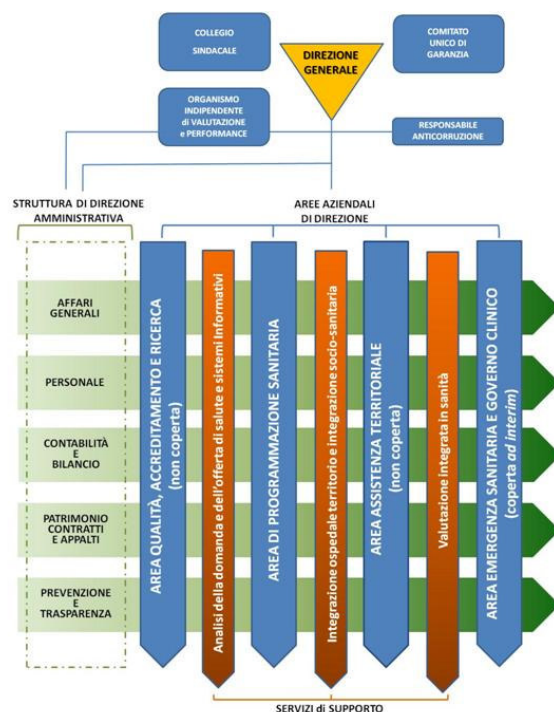 COLLEGIO
SINDACALE
DIREZIONE
GENERALE
COMITATO
UNICO DI
GARANZIA
ORGANISMO
INDIPENDENTE
di VALUTAZIONE
e PERFORMANCE
RESPONSABILE
ANTICORRUZIONE
STRUTTURA DI DIREZIONE
AMMINISTRATIVA
AREE AZIENDALI
DI DIREZIONE
AFFARI
GENERALI
PERSONALE
CONTABILITÀ
E
BILANCIO
PATRIMONIO
CONTRATTI
E APPALTI
PREVENZIONE
E
TRASPARENZA
AREA QUALITÀ, ACCREDITAMENTO E RICERCA
(non coperta)
Analisi della domanda e dell'offerta di salute e sistemi Informativi
AREA DI PROGRAMMAZIONE SANITARIA
Integrazione ospedale territorio e integrazione socio-sanitaria
AREA ASSISTENZA TERRITORIALE
(non coperta)
Valutazione integrata in sanità
AREA EMERGENZA SANITARIA E GOVERNO CLINICO
(coperta ad interim)
SERVIZI di SUPPORTO